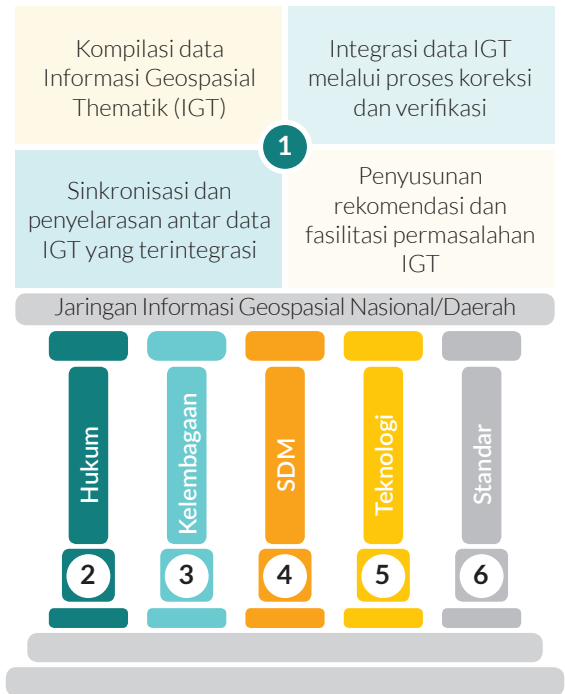 Kompilasi data
Informasi Geospasial
Thematik (IGT)
Integrasi data IGT
melalui proses koreksi
dan verifikasi
1
Sinkronisasi dan
penyelarasan antar data
IGT yang terintegrasi
Penyusunan
rekomendasi dan
fasilitasi permasalahan
IGT
Jaringan Informasi Geospasial Nasional/Daerah
Hukum
Kelembagaan
SDM
Teknologi
Standar
2
3
4
5
6